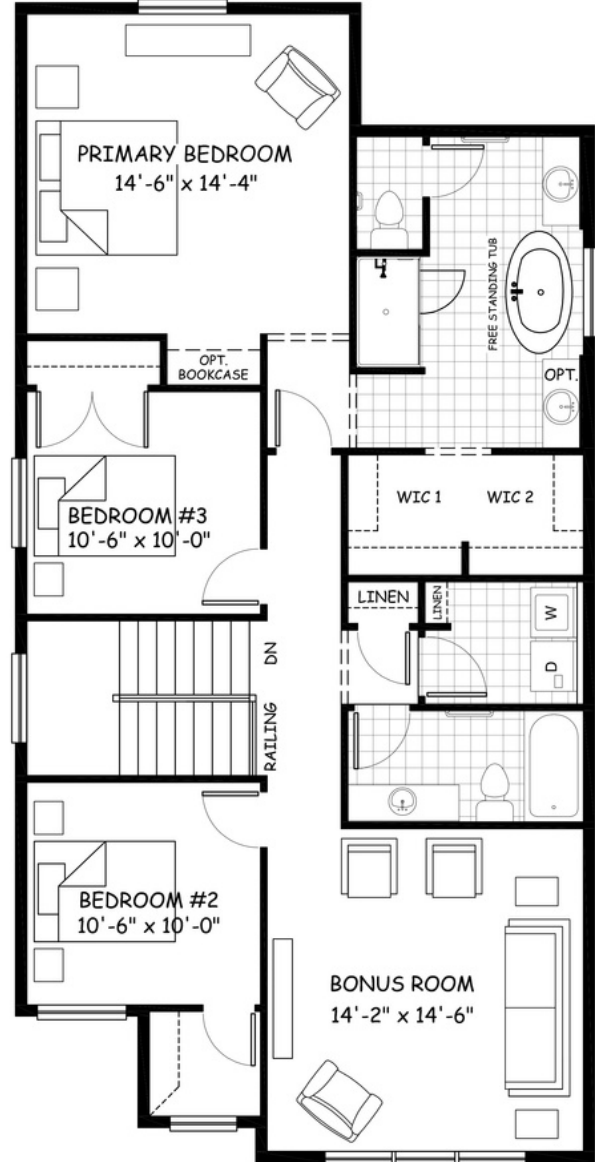 PRIMARY BEDROOM
14'-6" x 14'-4"
FREE STANDING TUB
OPT.
BOOKCASE
OPT.
WIC 1
WIC 2
BEDROOM #3
10'-6" x 10'-0"
LINEN
LINEN
W
D
DN
RAILING
BEDROOM #2
10'-6" x 10'-0"
BONUS ROOM
14'-2" x 14'-6"